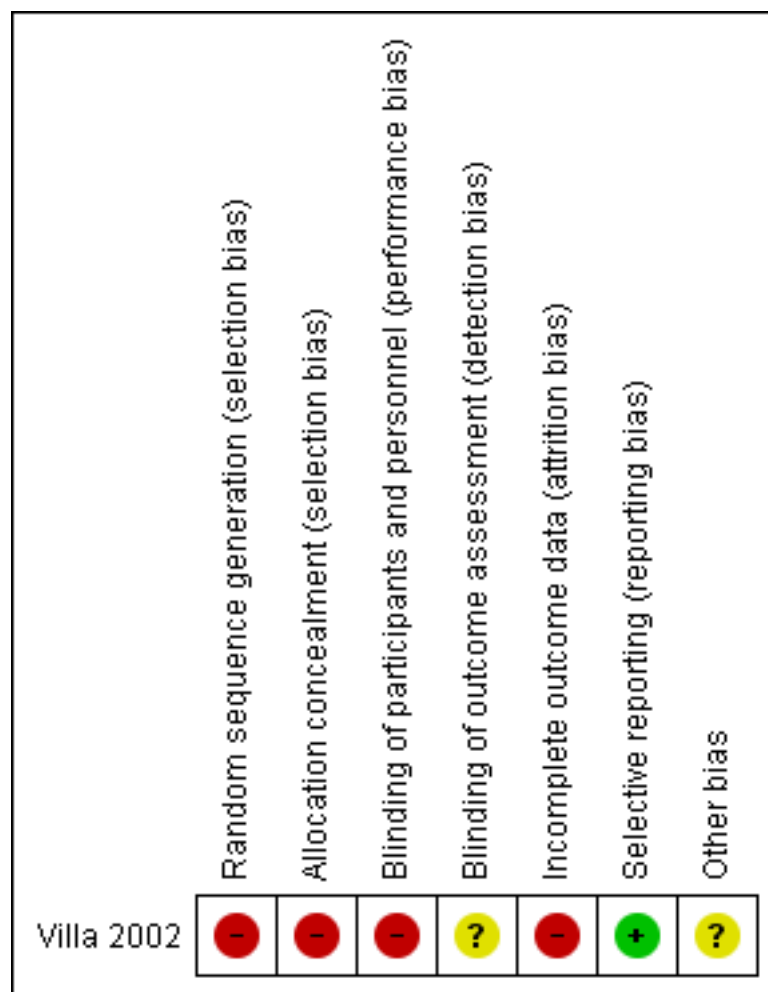 Random sequence generation (selection bias)
Allocation concealment (selection bias)
Blinding of participants and personnel (performance bias)
Blinding of outcome assessment (detection bias)
Incomplete outcome data (attrition bias)
Selective reporting (reporting bias)
Other bias
Villa 2002 - - - ? - + ?